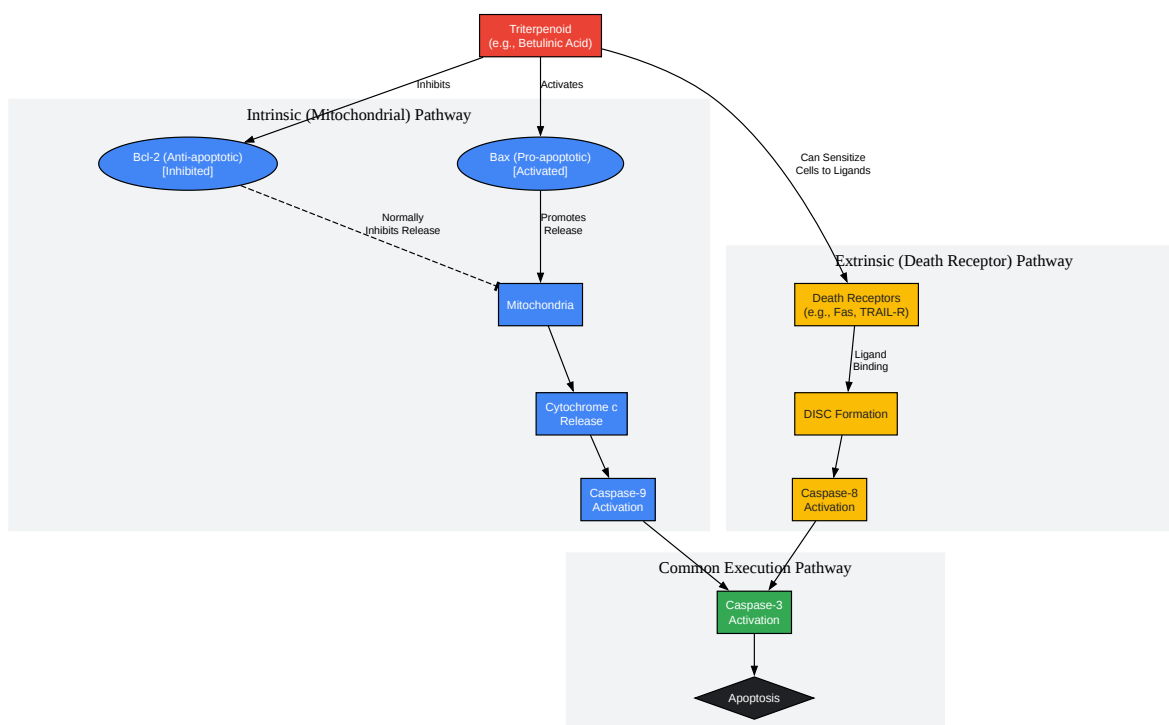 Triterpenoid
(e.g., Betulinic Acid)
Inhibits
Activates
Intrinsic (Mitochondrial) Pathway
Bcl-2 (Anti-apoptotic)
[Inhibited]
Bax (Pro-apoptotic)
[Activated]
Can Sensitize
Cells to Ligands
Normally
Inhibits Release
Promotes
Release
Extrinsic (Death Receptor) Pathway
Mitochondria
Death Receptors
(e.g., Fas, TRAIL-R)
Ligand
Binding
Cytochrome c
Release
DISC Formation
Caspase-9
Activation
Caspase-8
Activation
Common Execution Pathway
Caspase-3
Activation
Apoptosis